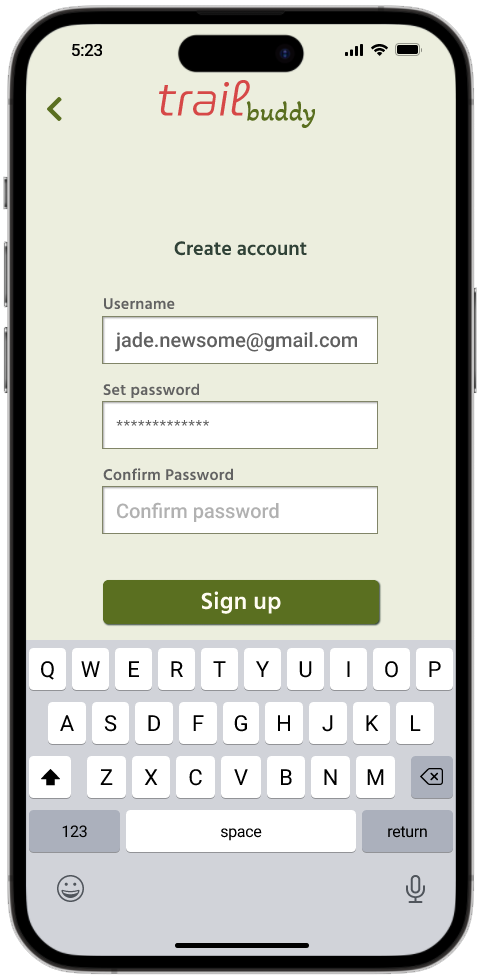 5:23
trail buddy
Create account
Username
jade.newsome@gmail.com
Set password
*************
Confirm Password
Confirm password
Sign up
Q W E R T Y U I O P
A S D F G H J K L
Z X C V B N M
123 space return